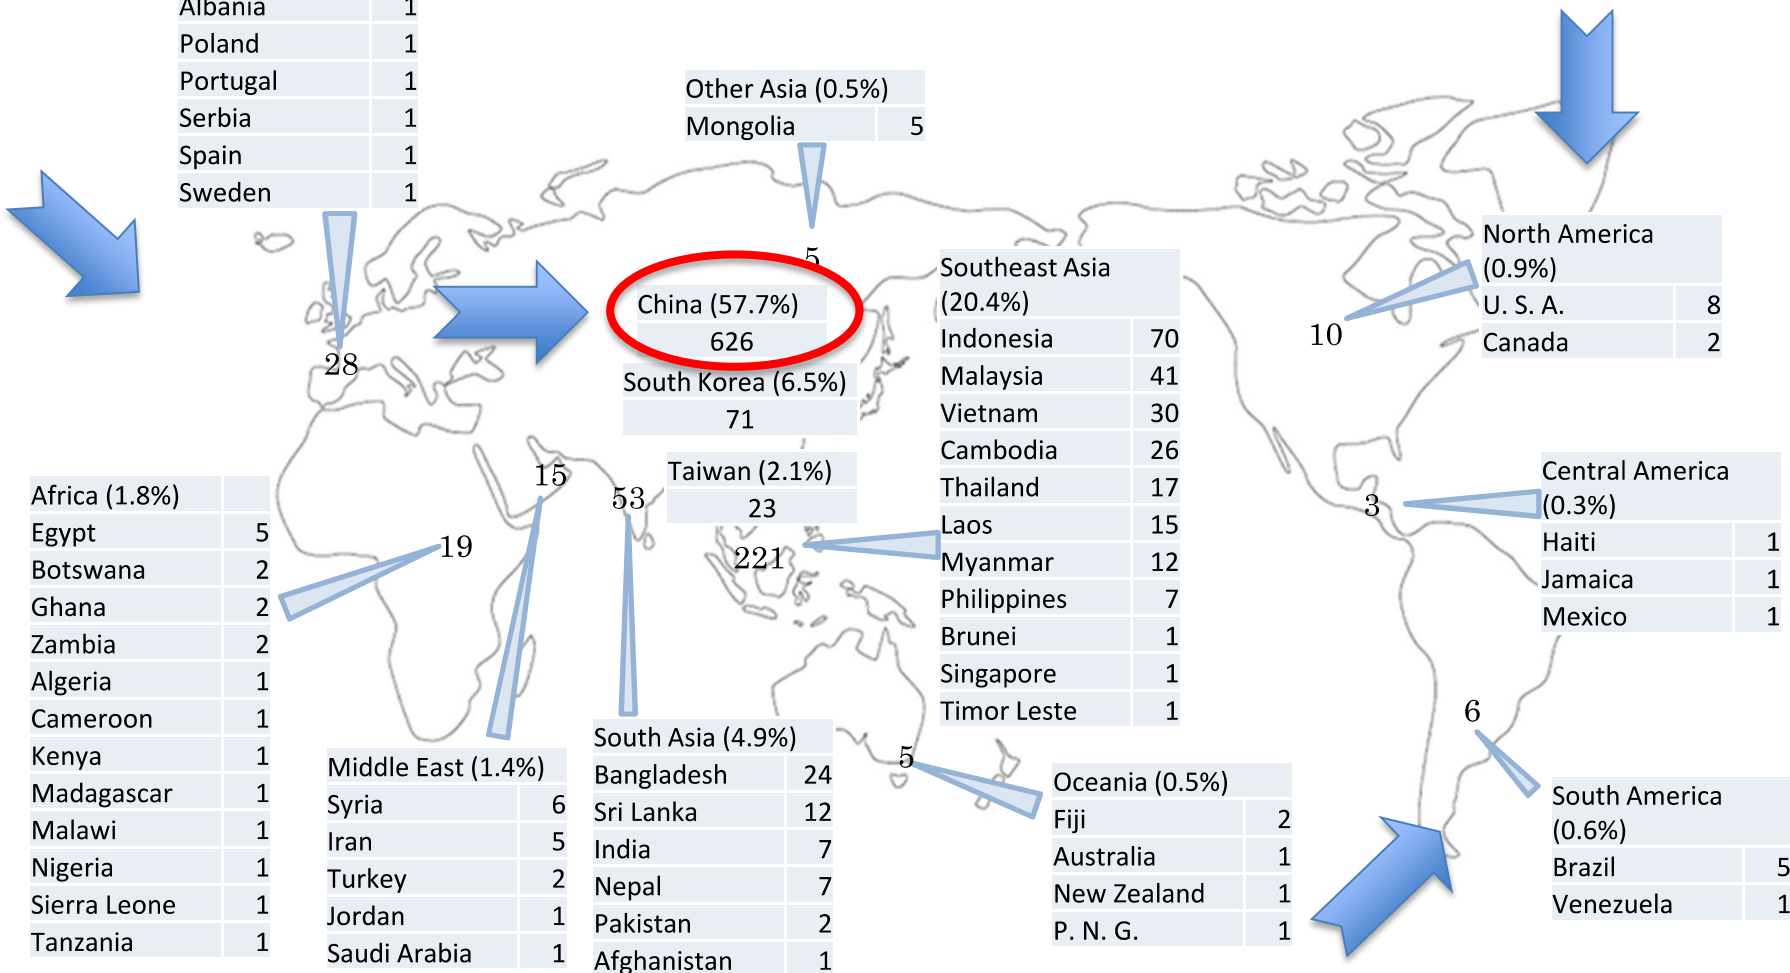 Albania 1
Poland 1
Portugal 1
Serbia 1
Spain 1
Sweden 1
28
Other Asia (0.5%)
Mongolia 5
5
China (57.7%)
626
South Korea (6.5%)
71
Taiwan (2.1%)
23
Southeast Asia
(20.4%)
Indonesia 70
Malaysia 41
Vietnam 30
Cambodia 26
Thailand 17
Laos 15
Myanmar 12
Philippines 7
Brunei 1
Singapore 1
Timor Leste 1
221
North America
(0.9%)
U. S. A. 8
Canada 2
10
Central America
(0.3%)
Haiti 1
Jamaica 1
Mexico 1
3
Africa (1.8%)
Egypt 5
Botswana 2
Ghana 2
Zambia 2
Algeria 1
Cameroon 1
Kenya 1
Madagascar 1
Malawi 1
Nigeria 1
Sierra Leone 1
Tanzania 1
19
15
Middle East (1.4%)
Syria 6
Iran 5
Turkey 2
Jordan 1
Saudi Arabia 1
53
South Asia (4.9%)
Bangladesh 24
Sri Lanka 12
India 7
Nepal 7
Pakistan 2
Afghanistan 1
5
Oceania (0.5%)
Fiji 2
Australia 1
New Zealand 1
P. N. G. 1
6
South America
(0.6%)
Brazil 5
Venezuela 1